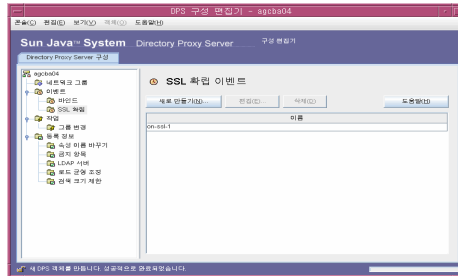 DPS 구성 편집기 - agcba04
콘솔(C) 편집(E) 보기(V) 객체(O) 도움말(H)
Sun Java™ System Directory Proxy Server 구성 편집기
Directory Proxy Server 구성
agcba04
네트워크 그룹
이벤트
바인드
SSL 확립
작업
그룹 변경
등록 정보
속성 이름 바꾸기
금지 항목
LDAP 서버
로드 균형 조정
검색 크기 제한
SSL 확립 이벤트
새로 만들기(N)... 편집(E)... 삭제(D) 도움말(H)
이름
on-ssl-1
새 DPS 객체를 만듭니다. 성공적으로 완료되었습니다.